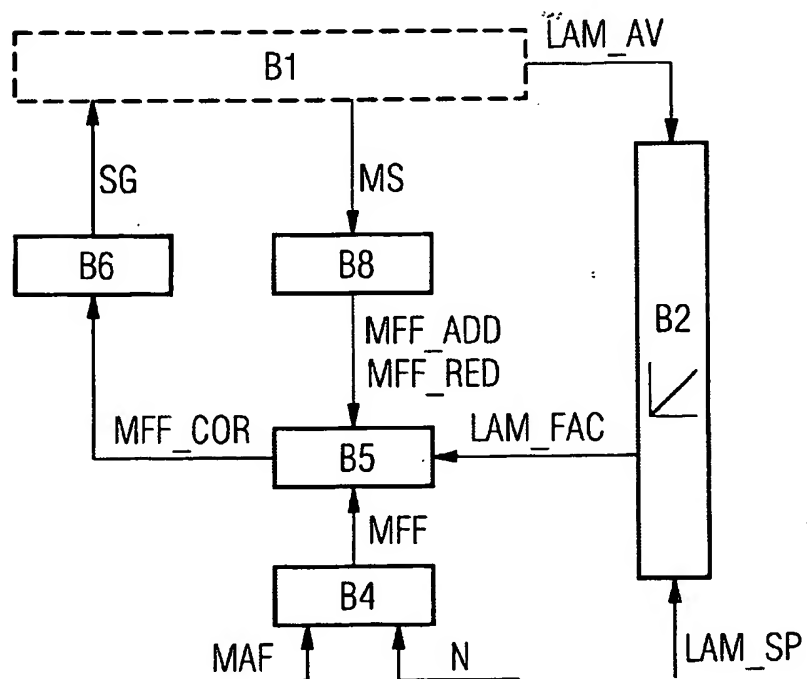 LAM_AV
B1
SG
MS
B6
B8
B2
MFF_ADD
MFF_RED
MFF_COR
LAM_FAC
B5
MFF
B4
MAF
N
LAM_SP